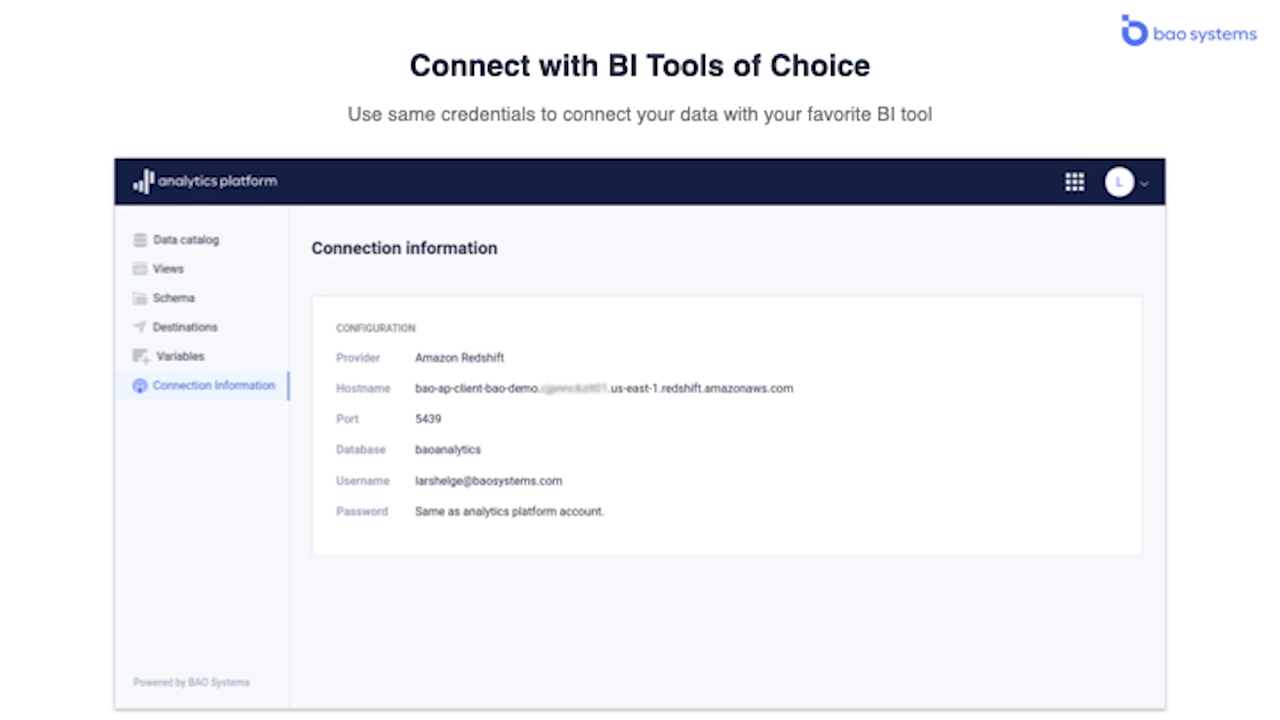 bao systems
Connect with BI Tools of Choice
Use same credentials to connect your data with your favorite BI tool
analytics platform
L
Data catalog
Views
Schema
Destinations
Variables
Connection Information
Connection information
CONFIGURATION
Provider Amazon Redshift
Hostname bao-ap-client-bao-demo. .us-east-1.redshift.amazonaws.com
Port 5439
Database baoanalytics
Username larshelge@baosystems.com
Password Same as analytics platform account.
Powered by BAO Systems